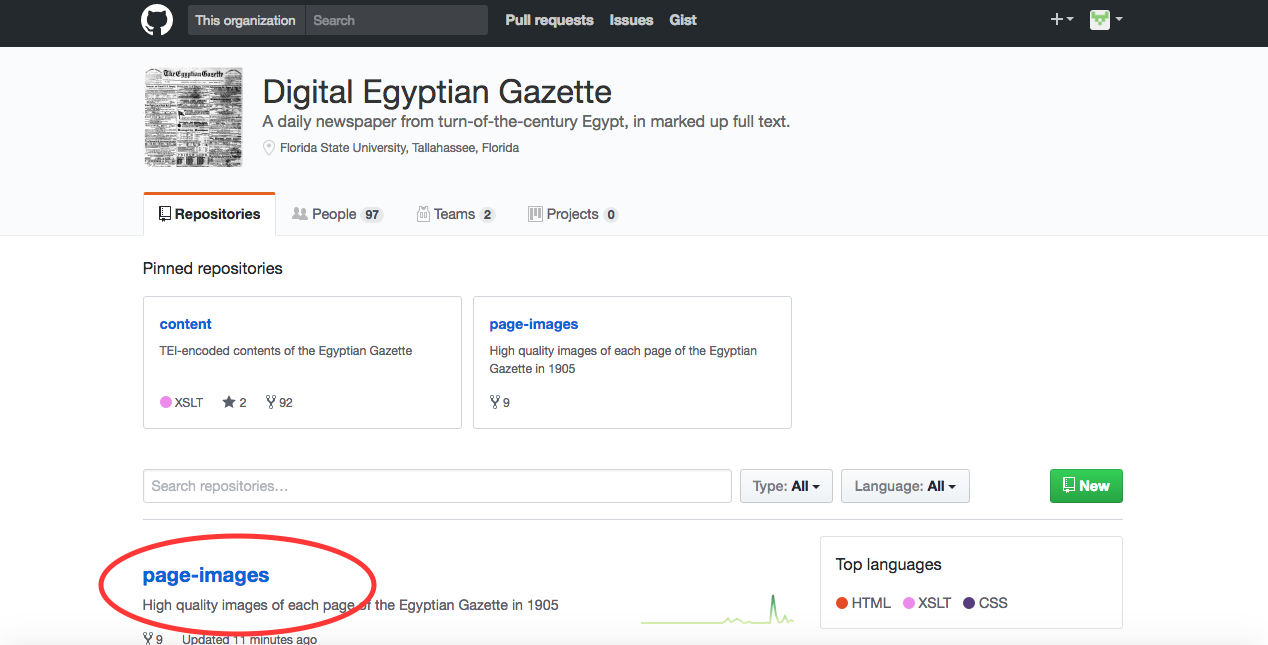 This organization Search Pull requests Issues Gist
The Egyptian Gazette
Digital Egyptian Gazette
A daily newspaper from turn-of-the-century Egypt, in marked up full text.
Florida State University, Tallahassee, Florida
Repositories People 97 Teams 2 Projects 0
Pinned repositories
content
TEI-encoded contents of the Egyptian Gazette
XSLT 2 92
page-images
High quality images of each page of the Egyptian
Gazette in 1905
9
Search repositories... Type: All Language: All New
page-images
High quality images of each page of the Egyptian Gazette in 1905
9 Updated 11 minutes ago
Top languages
HTML XSLT CSS